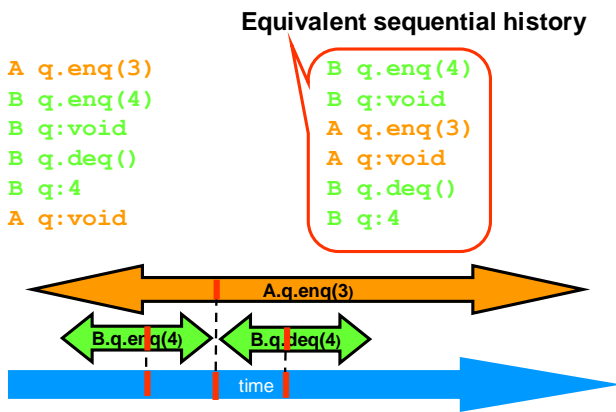 Equivalent sequential history
A q.enq(3)
B q.enq(4)
B q:void
B q.deq()
B q:4
A q:void
B q.enq(4)
B q:void
A q.enq(3)
A q:void
B q.deq()
B q:4
A.q.enq(3)
B.q.enq(4)
B.q.deq(4)
time